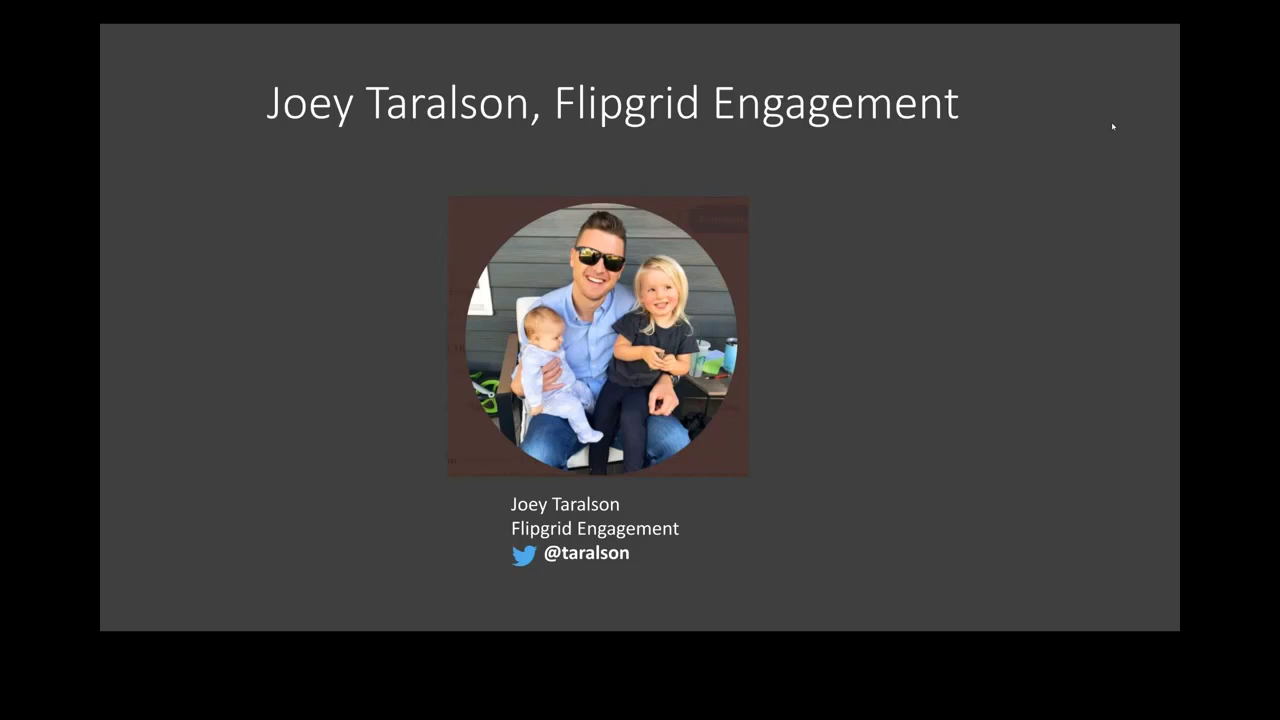 Joey Taralson, Flipgrid Engagement
Joey Taralson
Flipgrid Engagement
@taralson